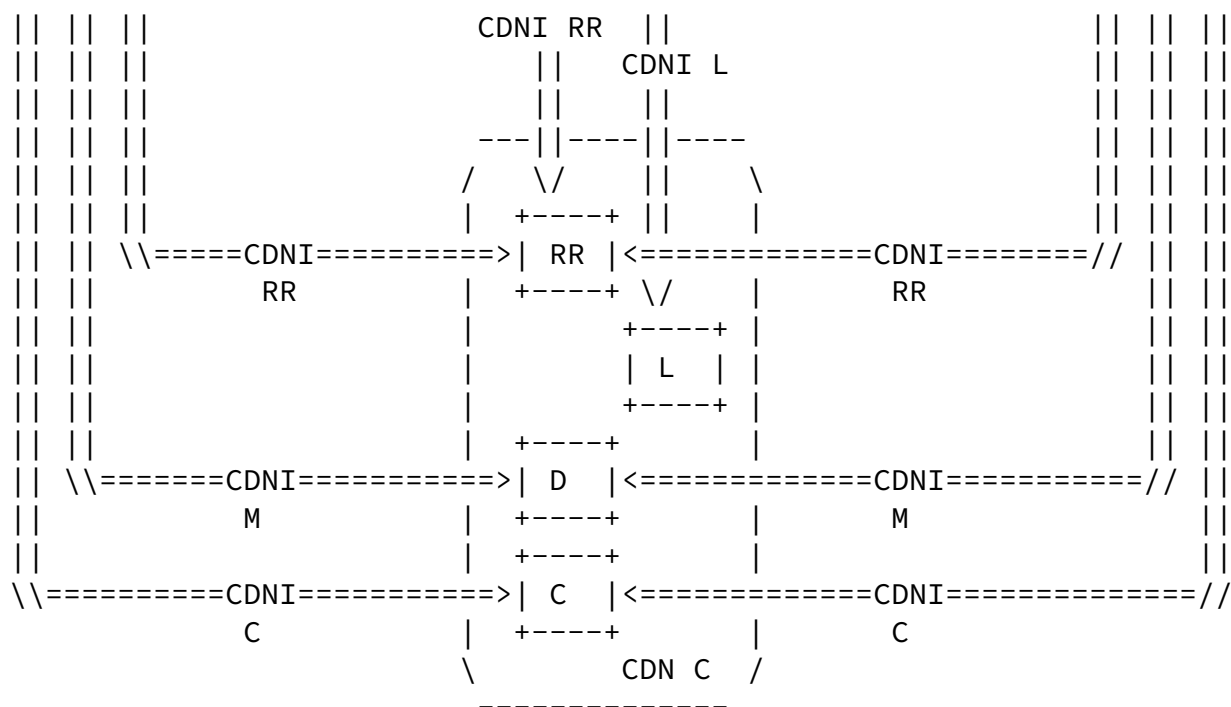 || || ||                  CDNI RR  ||                        || || ||
|| || ||                     ||   CDNI L                     || || ||
|| || ||                     ||    ||                        || || ||
|| || ||                  ---||----||----                    || || ||
|| || ||                 /   \/    ||    \                   || || ||
|| || ||                 |  +----+ ||    |                   || || ||
|| || \\=====CDNI==========>| RR |<=============CDNI========// || ||
|| ||         RR         |  +----+ \/    |       RR             || ||
|| ||                    |        +----+ |                      || ||
|| ||                    |        | L  | |                      || ||
|| ||                    |        +----+ |                      || ||
|| ||                    |  +----+       |                      || ||
|| \\=======CDNI===========>| D  |<=============CDNI===========// ||
||           M           |  +----+       |       M                 ||
||                       |  +----+       |                         ||
\\==========CDNI===========>| C  |<=============CDNI==============//
             C           |  +----+       |       C
                         \        CDN C  /
                          --------------